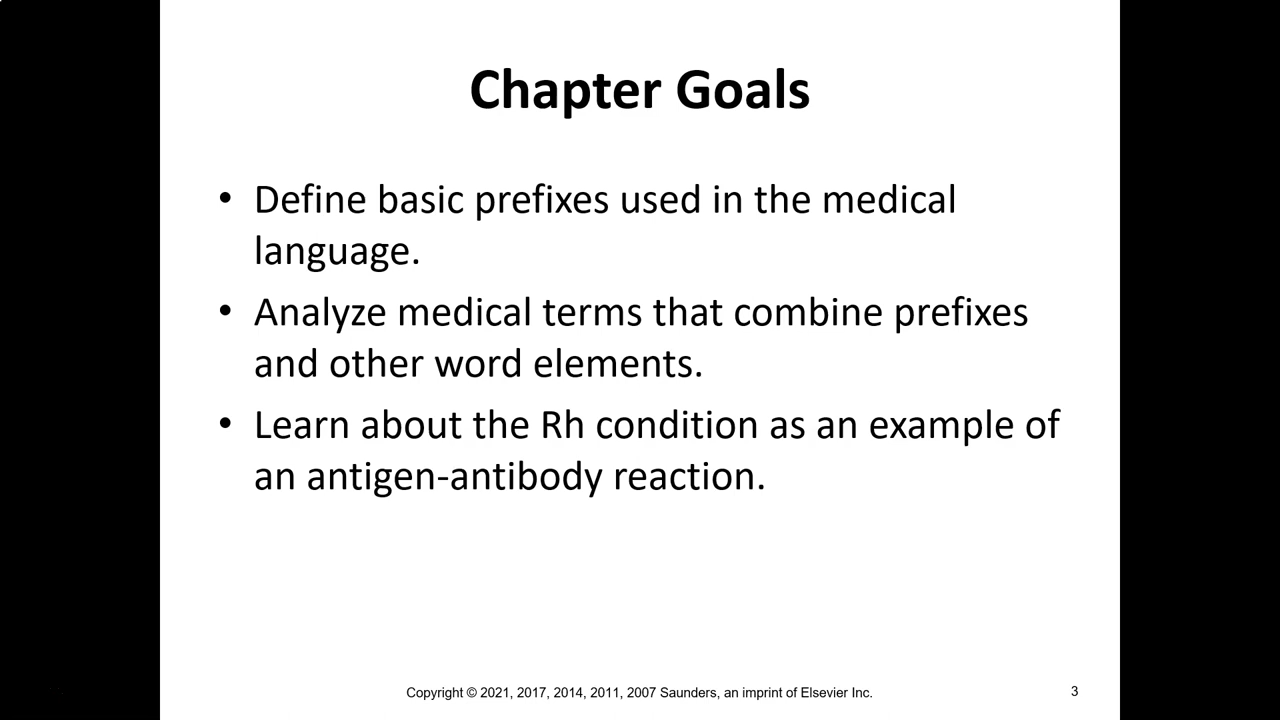 Chapter Goals
• Define basic prefixes used in the medical
language.
• Analyze medical terms that combine prefixes
and other word elements.
• Learn about the Rh condition as an example of
an antigen-antibody reaction.
Copyright © 2021, 2017, 2014, 2011, 2007 Saunders, an imprint of Elsevier Inc.
3